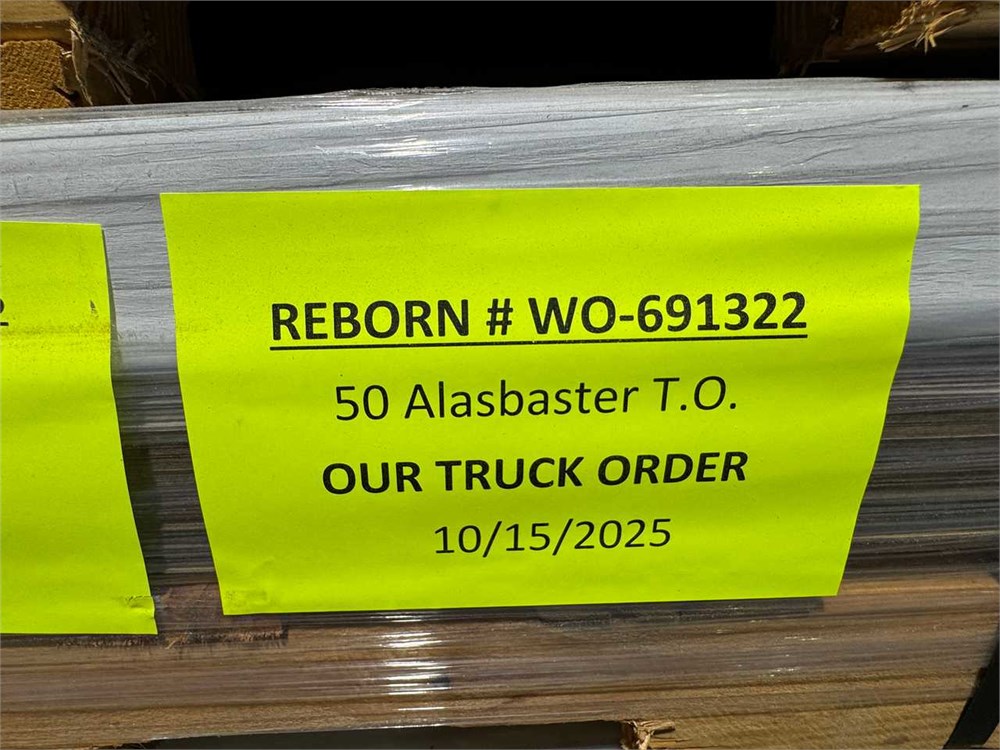 REBORN # WO-691322
50 Alasbaster T.O.
OUR TRUCK ORDER
10/15/2025